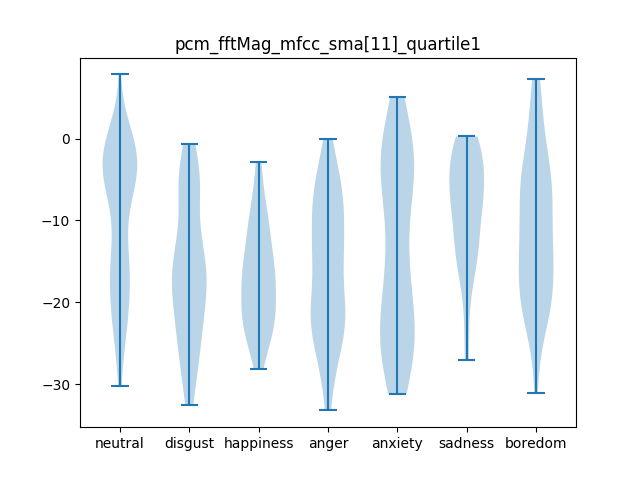 pcm_fftMag_mfcc_sma[11]_quartile1
0
−10
−20
−30
neutral disgust happiness anger anxiety sadness boredom